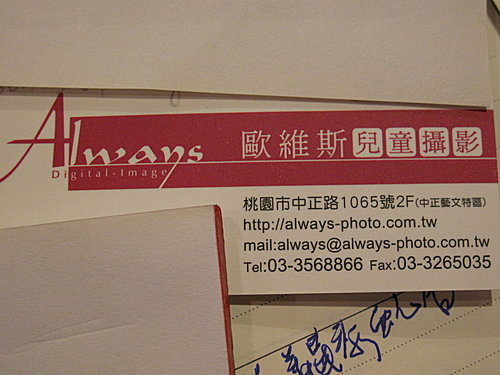 Always
Digital-Image
歐維斯兒童攝影
桃園市中正路1065號2F(中正藝文特區)
http://always-photo.com.tw
mail:always@always-photo.com.tw
Tel:03-3568866 Fax:03-3265035